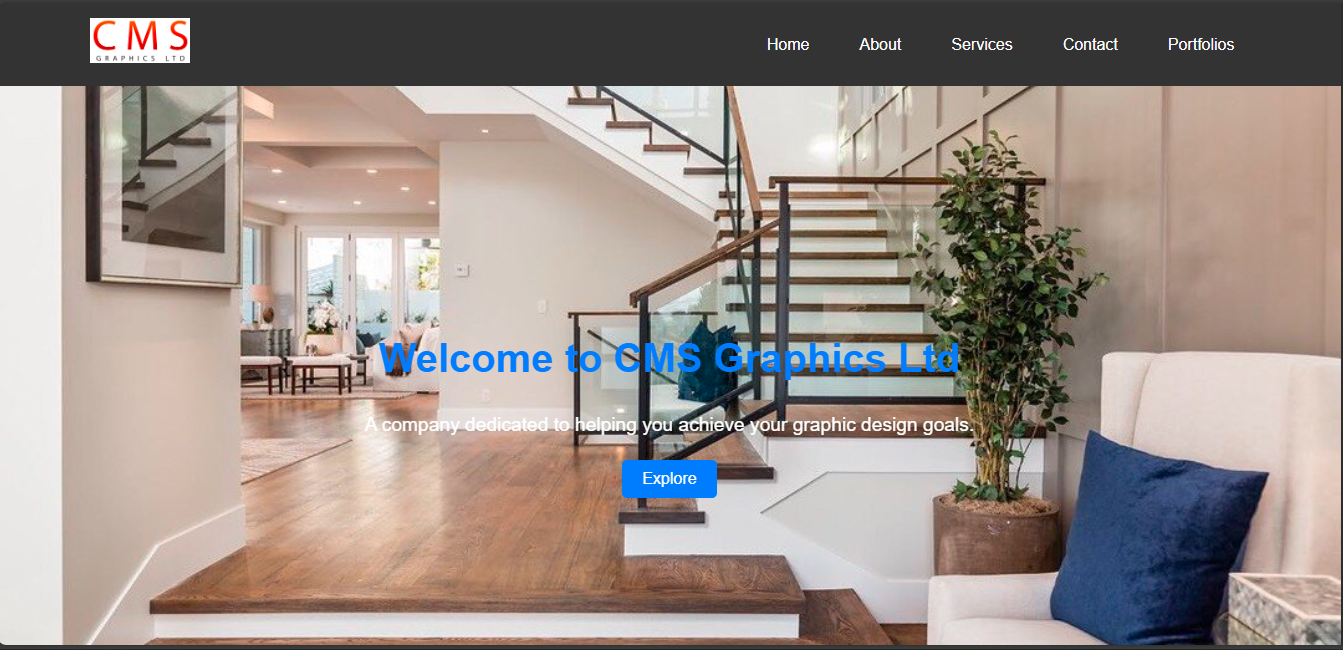 CMS
GRAPHICS LTD
Home About Services Contact Portfolios
Welcome to CMS Graphics Ltd
A company dedicated to helping you achieve your graphic design goals.
Explore